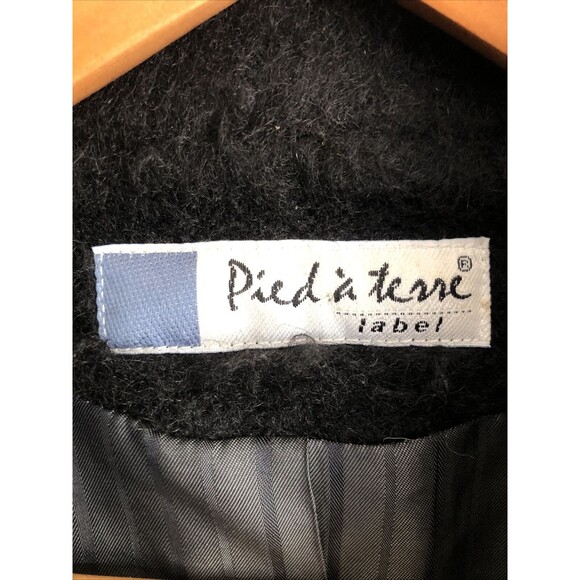 Pied à terre ®
label